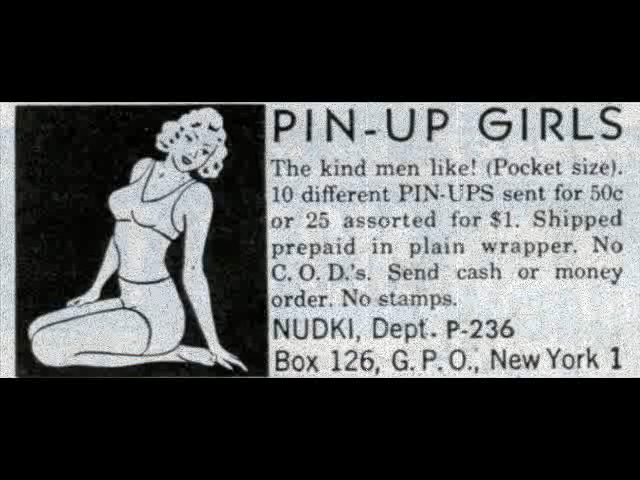 PIN-UP GIRLS
The kind men like! (Pocket size).
10 different PIN-UPS sent for 50c
or 25 assorted for $1. Shipped
prepaid in plain wrapper. No
C.O.D.'s. Send cash or money
order. No stamps.
NUDKI, Dept. P-236
Box 126, G.P.O., New York 1